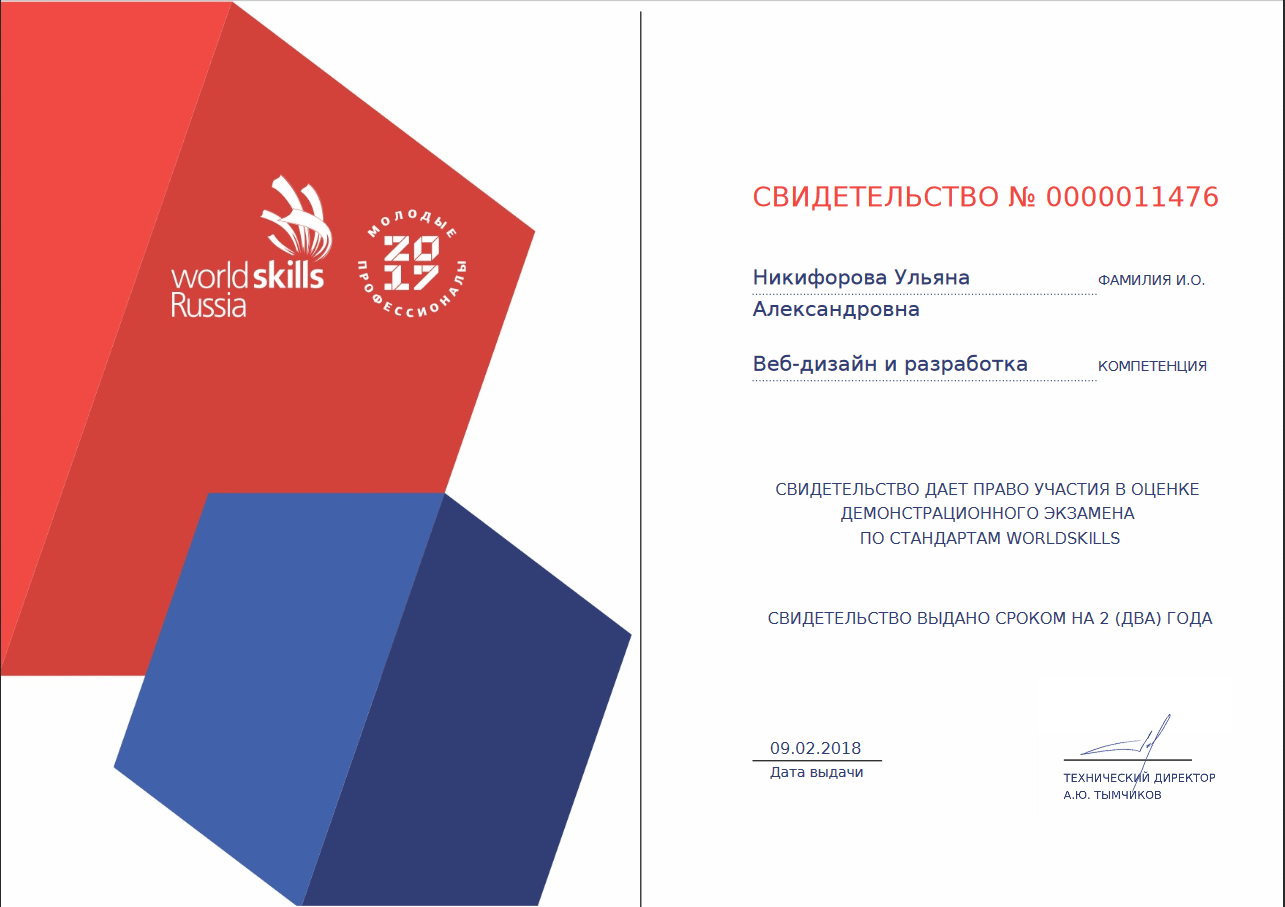 world skills
Russia
МОЛОДЫЕ
2017
ПРОФЕССИОНАЛЫ
СВИДЕТЕЛЬСТВО № 0000011476
Никифорова Ульяна ФАМИЛИЯ И.О.
Александровна
Веб-дизайн и разработка КОМПЕТЕНЦИЯ
СВИДЕТЕЛЬСТВО ДАЕТ ПРАВО УЧАСТИЯ В ОЦЕНКЕ
ДЕМОНСТРАЦИОННОГО ЭКЗАМЕНА
ПО СТАНДАРТАМ WORLDSKILLS
СВИДЕТЕЛЬСТВО ВЫДАНО СРОКОМ НА 2 (ДВА) ГОДА
09.02.2018
Дата выдачи
ТЕХНИЧЕСКИЙ ДИРЕКТОР
А.Ю. ТЫМЧИКОВ